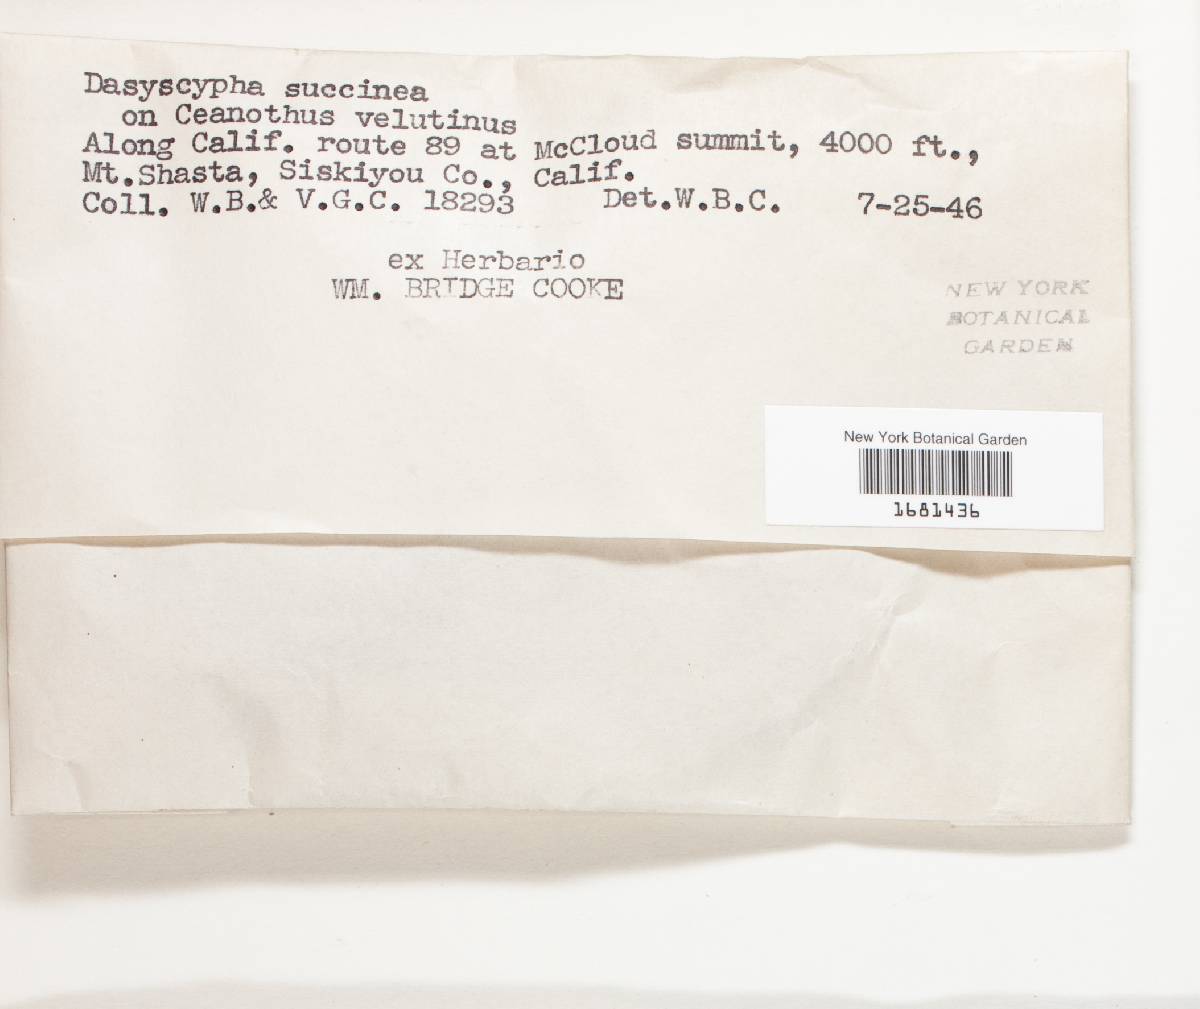 Dasyscypha succinea
on Ceanothus velutinus
Along Calif. route 89 at McCloud summit, 4000 ft.,
Mt.Shasta, Siskiyou Co., Calif.
Coll. W.B.& V.G.C. 18293 Det.W.B.C. 7-25-46
ex Herbario
WM. BRIDGE COOKE
NEW YORK
BOTANICAL
GARDEN
New York Botanical Garden
1681436